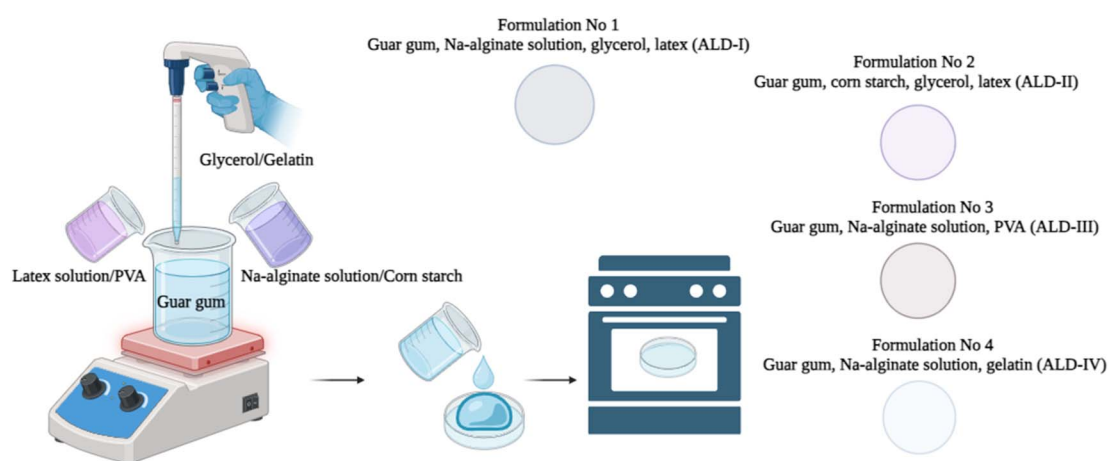 Formulation No 1
Guar gum, Na-alginate solution, glycerol, latex (ALD-I)
Formulation No 2
Guar gum, corn starch, glycerol, latex (ALD-II)
Glycerol/Gelatin
Formulation No 3
Guar gum, Na-alginate solution, PVA (ALD-III)
Latex solution/PVA
Na-alginate solution/Corn starch
Guar gum
Formulation No 4
Guar gum, Na-alginate solution, gelatin (ALD-IV)